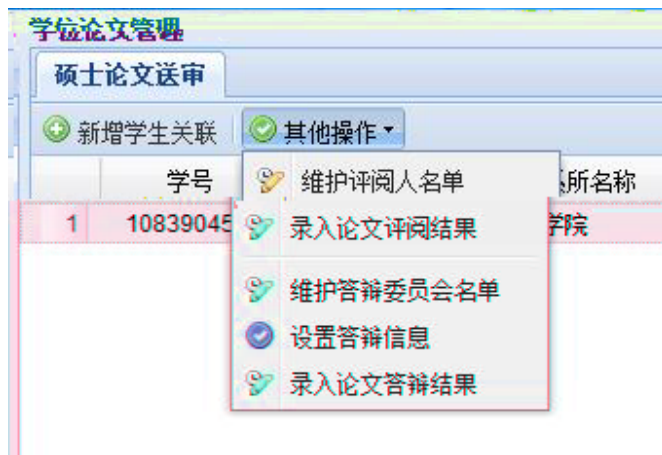 学位论文管理
硕士论文送审
新增学生关联 其他操作
学号 系所名称
维护评阅人名单
1 10839045 学院
录入论文评阅结果
维护答辩委员会名单
设置答辩信息
录入论文答辩结果